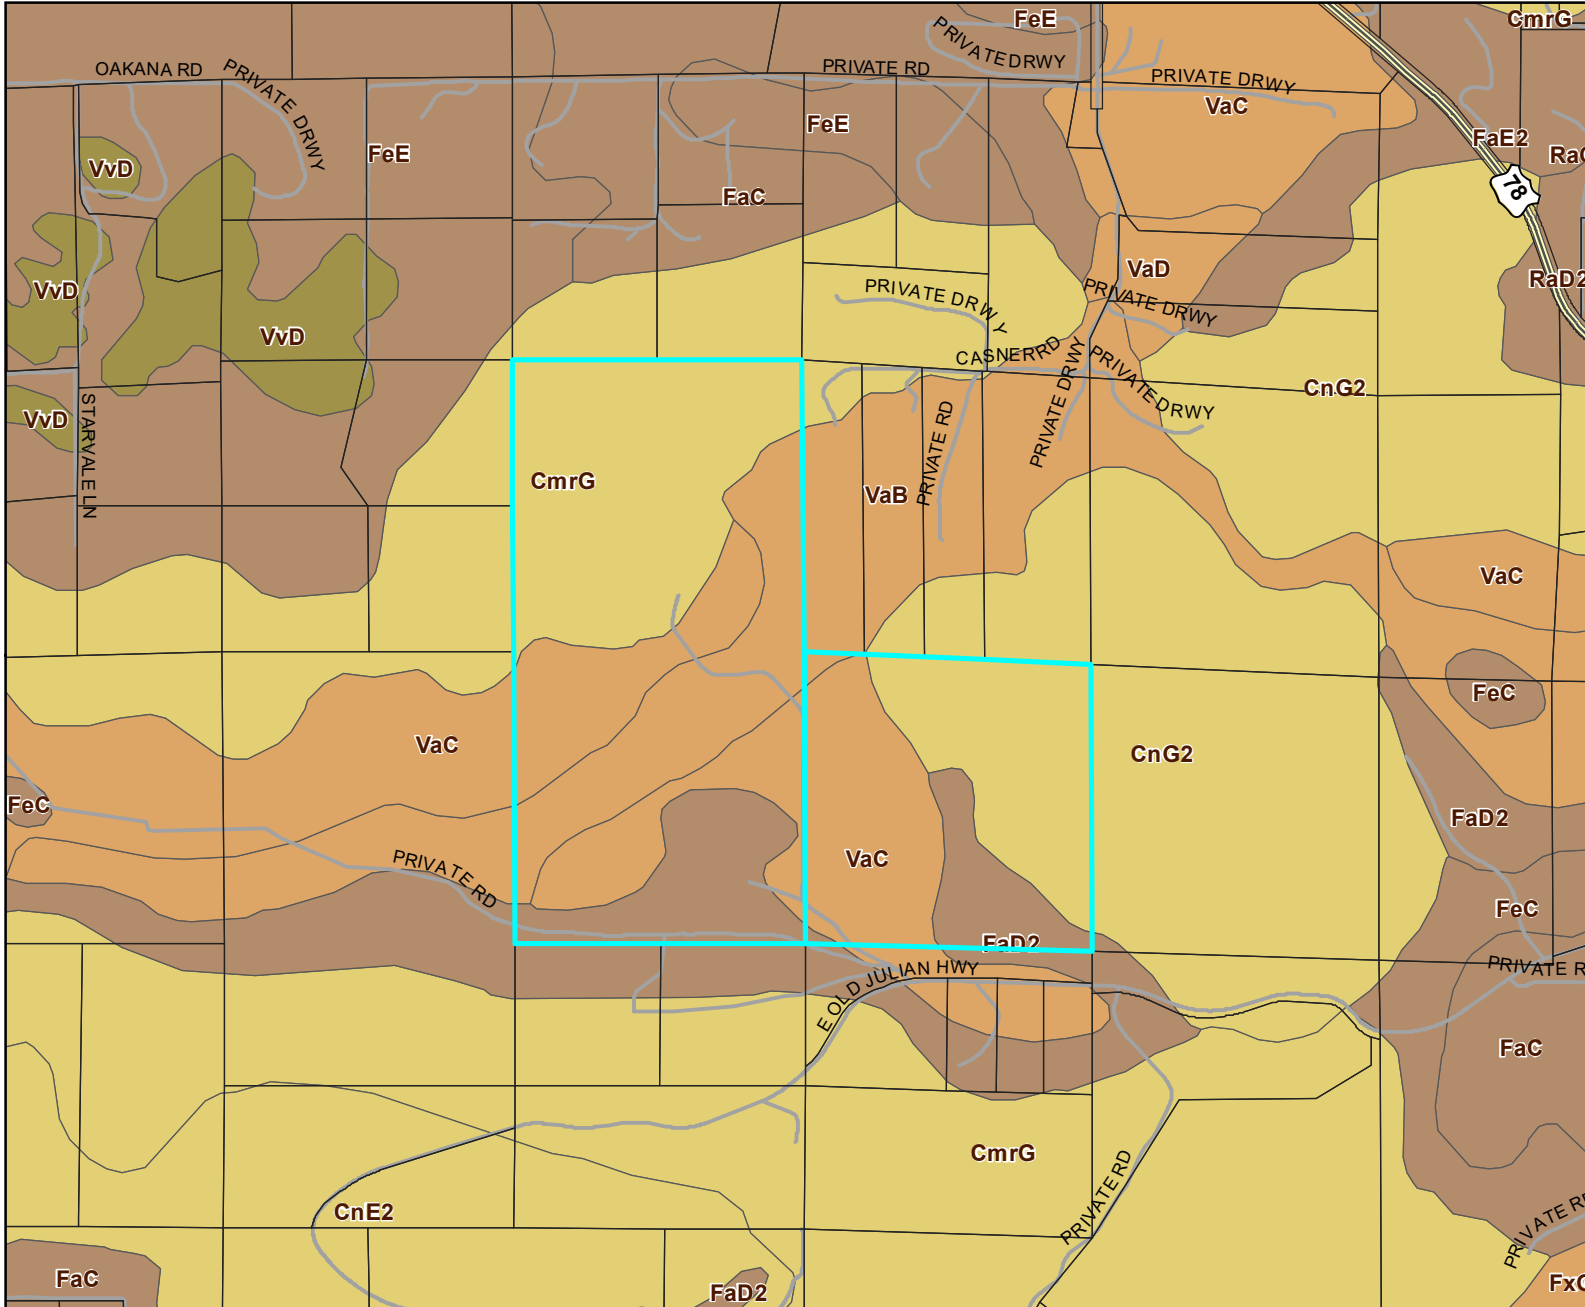 FeE
CmrG
PRIVATE DRWY
OAKANA RD
PRIVATE DRWY
PRIVATE RD
PRIVATE DRWY
VaC
FeE
FaE2
FeE
VvD
FaC
78
VaD
RaD2
VvD
PRIVATE DRWY
PRIVATE DRWY
VvD
CASNER RD
PRIVATE DRWY
PRIVATE DRWY
CnG2
VvD
STARVALE LN
PRIVATE RD
CmrG
VaB
VaC
FeC
VaC
CnG2
FeC
FaD2
PRIVATE RD
VaC
FeC
FaD2
E OLD JULIAN HWY
FaC
CmrG
PRIVATE RD
CnE2
PRIVATE
FaC
FaD2